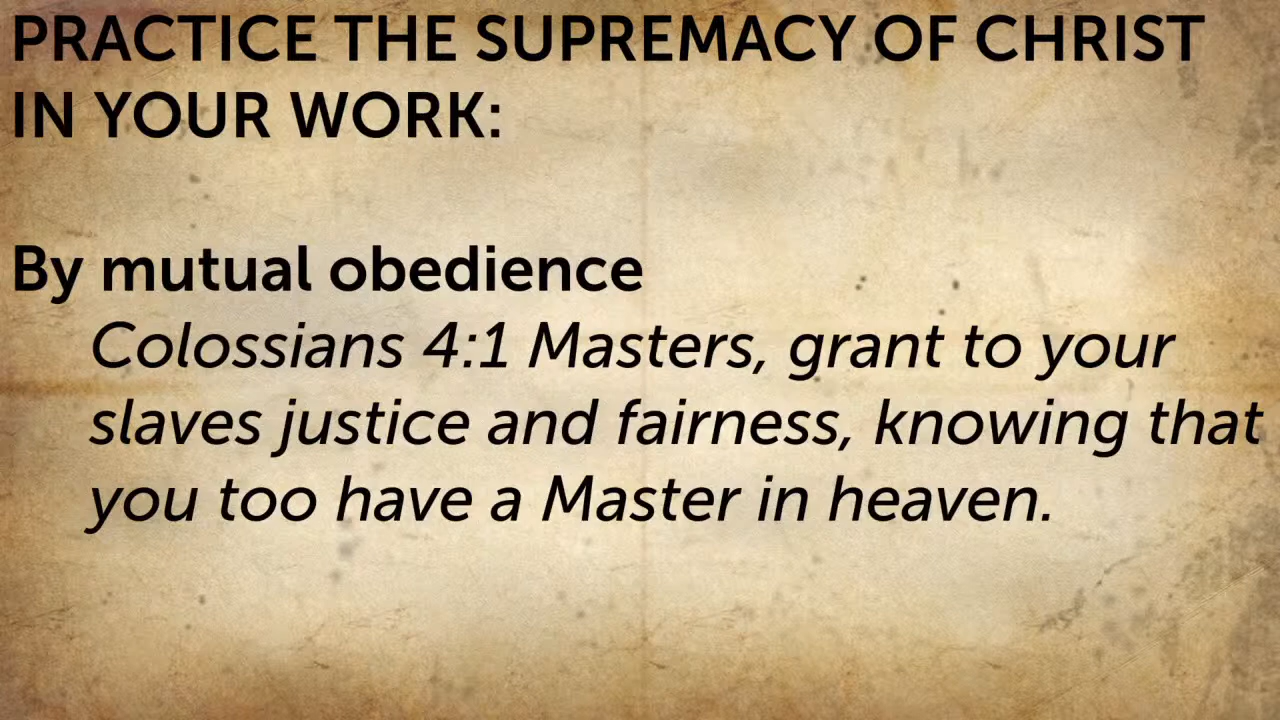 PRACTICE THE SUPREMACY OF CHRIST
IN YOUR WORK:
By mutual obedience
Colossians 4:1 Masters, grant to your
slaves justice and fairness, knowing that
you too have a Master in heaven.